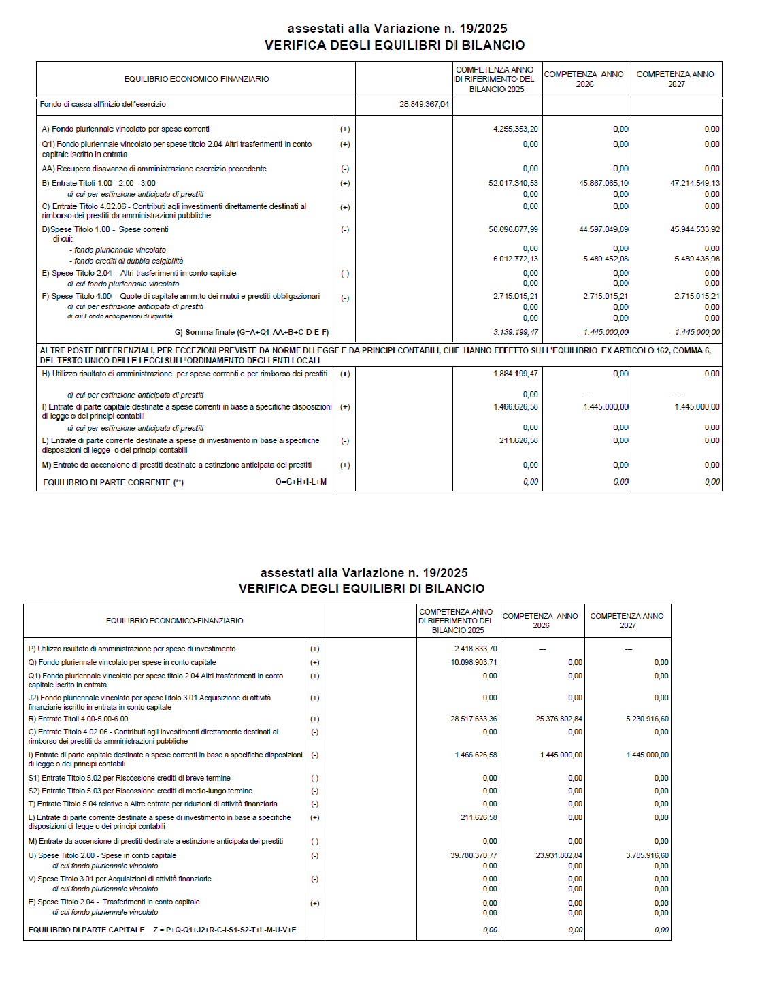 assestati alla Variazione n. 19/2025
VERIFICA DEGLI EQUILIBRI DI BILANCIO
EQUILIBRIO ECONOMICO-FINANZIARIO
COMPETENZA ANNO
DI RIFERIMENTO DEL
BILANCIO 2025
COMPETENZA ANNO
2026
COMPETENZA ANNO
2027
Fondo di cassa all'inizio dell'esercizio 28.849.367,04
A) Fondo pluriennale vincolato per spese correnti (+) 4.255.353,20 0,00 0,00
Q1) Fondo pluriennale vincolato per spese titolo 2.04 Altri trasferimenti in conto (+) 0,00 0,00 0,00
capitale iscritto in entrata
AA) Recupero disavanzo di amministrazione esercizio precedente (-) 0,00 0,00 0,00
B) Entrate Titoli 1.00 - 2.00 - 3.00 (+) 52.017.340,53 45.867.065,10 47.214.549,13
di cui per estinzione anticipata di prestiti 0,00 0,00 0,00
C) Entrate Titolo 4.02.06 - Contributi agli investimenti direttamente destinati al (+) 0,00 0,00 0,00
rimborso dei prestiti da amministrazioni pubbliche
D)Spese Titolo 1.00 - Spese correnti (-) 56.696.877,99 44.597.049,89 45.944.533,92
di cui:
- fondo pluriennale vincolato 0,00 0,00 0,00
- fondo crediti di dubbia esigibilità 6.012.772,13 5.489.452,08 5.489.435,98
E) Spese Titolo 2.04 - Altri trasferimenti in conto capitale (-) 0,00 0,00 0,00
di cui fondo pluriennale vincolato 0,00 0,00 0,00
F) Spese Titolo 4.00 - Quote di capitale amm.to dei mutui e prestiti obbligazionari (-) 2.715.015,21 2.715.015,21 2.715.015,21
di cui per estinzione anticipata di prestiti 0,00 0,00 0,00
di cui Fondo anticipazioni di liquidità 0,00 0,00 0,00
G) Somma finale (G=A+Q1-AA+B+C-D-E-F) -3.139.199,47 -1.445.000,00 -1.445.000,00
ALTRE POSTE DIFFERENZIALI, PER ECCEZIONI PREVISTE DA NORME DI LEGGE E DA PRINCIPI CONTABILI, CHE HANNO EFFETTO SULL'EQUILIBRIO EX ARTICOLO 162, COMMA 6,
DEL TESTO UNICO DELLE LEGGI SULL'ORDINAMENTO DEGLI ENTI LOCALI
H) Utilizzo risultato di amministrazione per spese correnti e per rimborso dei prestiti (+) 1.884.199,47 0,00 0,00
di cui per estinzione anticipata di prestiti 0,00 --- ---
I) Entrate di parte capitale destinate a spese correnti in base a specifiche disposizioni (+) 1.466.626,58 1.445.000,00 1.445.000,00
di legge o dei principi contabili
di cui per estinzione anticipata di prestiti 0,00 0,00 0,00
L) Entrate di parte corrente destinate a spese di investimento in base a specifiche (-) 211.626,58 0,00 0,00
disposizioni di legge o dei principi contabili
M) Entrate da accensione di prestiti destinate a estinzione anticipata dei prestiti (+) 0,00 0,00 0,00
EQUILIBRIO DI PARTE CORRENTE (**) O=G+H+I-L+M 0,00 0,00 0,00
assestati alla Variazione n. 19/2025
VERIFICA DEGLI EQUILIBRI DI BILANCIO
EQUILIBRIO ECONOMICO-FINANZIARIO
COMPETENZA ANNO
DI RIFERIMENTO DEL
BILANCIO 2025
COMPETENZA ANNO
2026
COMPETENZA ANNO
2027
P) Utilizzo risultato di amministrazione per spese di investimento (+) 2.418.833,70 --- ---
Q) Fondo pluriennale vincolato per spese in conto capitale (+) 10.098.903,71 0,00 0,00
Q1) Fondo pluriennale vincolato per spese titolo 2.04 Altri trasferimenti in conto (+) 0,00 0,00 0,00
capitale iscrito in entrata
J2) Fondo pluriennale vincolato per speseTitolo 3.01 Acquisizione di attività (+) 0,00 0,00 0,00
finanziarie iscritto in entrata in conto capitale
R) Entrate Titoli 4.00-5.00-6.00 (+) 28.517.633,36 25.376.802,84 5.230.916,60
C) Entrate Titolo 4.02.06 - Contributi agli investimenti direttamente destinati al (-) 0,00 0,00 0,00
rimborso dei prestiti da amministrazioni pubbliche
I) Entrate di parte capitale destinate a spese correnti in base a specifiche disposizioni (-) 1.466.626,58 1.445.000,00 1.445.000,00
di legge o dei principi contabili
S1) Entrate Titolo 5.02 per Riscossione crediti di breve termine (-) 0,00 0,00 0,00
S2) Entrate Titolo 5.03 per Riscossione crediti di medio-lungo termine (-) 0,00 0,00 0,00
T) Entrate Titolo 5.04 relative a Altre entrate per riduzioni di attività finanziaria (-) 0,00 0,00 0,00
L) Entrate di parte corrente destinate a spese di investimento in base a specifiche (+) 211.626,58 0,00 0,00
disposizioni di legge o dei principi contabili
M) Entrate da accensione di prestiti destinate a estinzione anticipata dei prestiti (-) 0,00 0,00 0,00
U) Spese Titolo 2.00 - Spese in conto capitale (-) 39.780.370,77 23.931.802,84 3.785.916,60
di cui fondo pluriennale vincolato 0,00 0,00 0,00
V) Spese Titolo 3.01 per Acquisizioni di attività finanziarie (-) 0,00 0,00 0,00
di cui fondo pluriennale vincolato 0,00 0,00 0,00
E) Spese Titolo 2.04 - Trasferimenti in conto capitale (+) 0,00 0,00 0,00
di cui fondo pluriennale vincolato 0,00 0,00 0,00
EQUILIBRIO DI PARTE CAPITALE Z = P+Q-Q1+J2+R-C-I-S1-S2-T+L-M-U-V+E 0,00 0,00 0,00